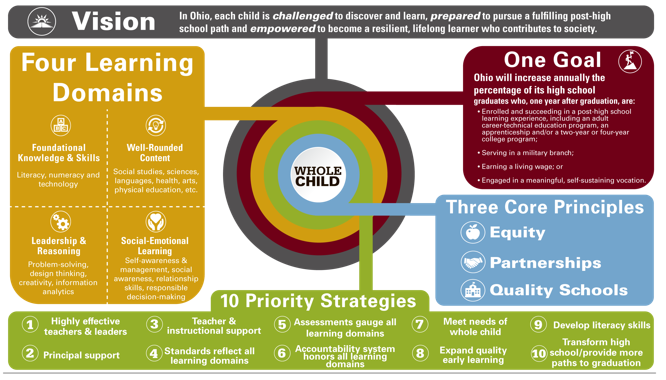 Vision
In Ohio, each child is challenged to discover and learn, prepared to pursue a fulfilling post-high
school path and empowered to become a resilient, lifelong learner who contributes to society.
Four Learning
Domains
Foundational
Knowledge & Skills
Literacy, numeracy and
technology
Well-Rounded
Content
Social studies, sciences,
languages, health, arts,
physical education, etc.
Leadership &
Reasoning
Problem-solving,
design thinking,
creativity, information
analytics
Social-Emotional
Learning
Self-awareness &
management, social
awareness, relationship
skills, responsible
decision-making
WHOLE
CHILD
One Goal
Ohio will increase annually the
percentage of its high school
graduates who, one year after graduation, are:
• Enrolled and succeeding in a post-high school
learning experience, including an adult
career-technical education program, an
apprenticeship and/or a two-year or four-year
college program;
• Serving in a military branch;
• Earning a living wage; or
• Engaged in a meaningful, self-sustaining vocation.
Three Core Principles
Equity
Partnerships
Quality Schools
10 Priority Strategies
1 Highly effective
teachers & leaders
2 Principal support
3 Teacher &
instructional support
4 Standards reflect all
learning domains
5 Assessments gauge all
learning domains
6 Accountability system
honors all learning
domains
7 Meet needs of
whole child
8 Expand quality
early learning
9 Develop literacy skills
10 Transform high
school/provide more
paths to graduation